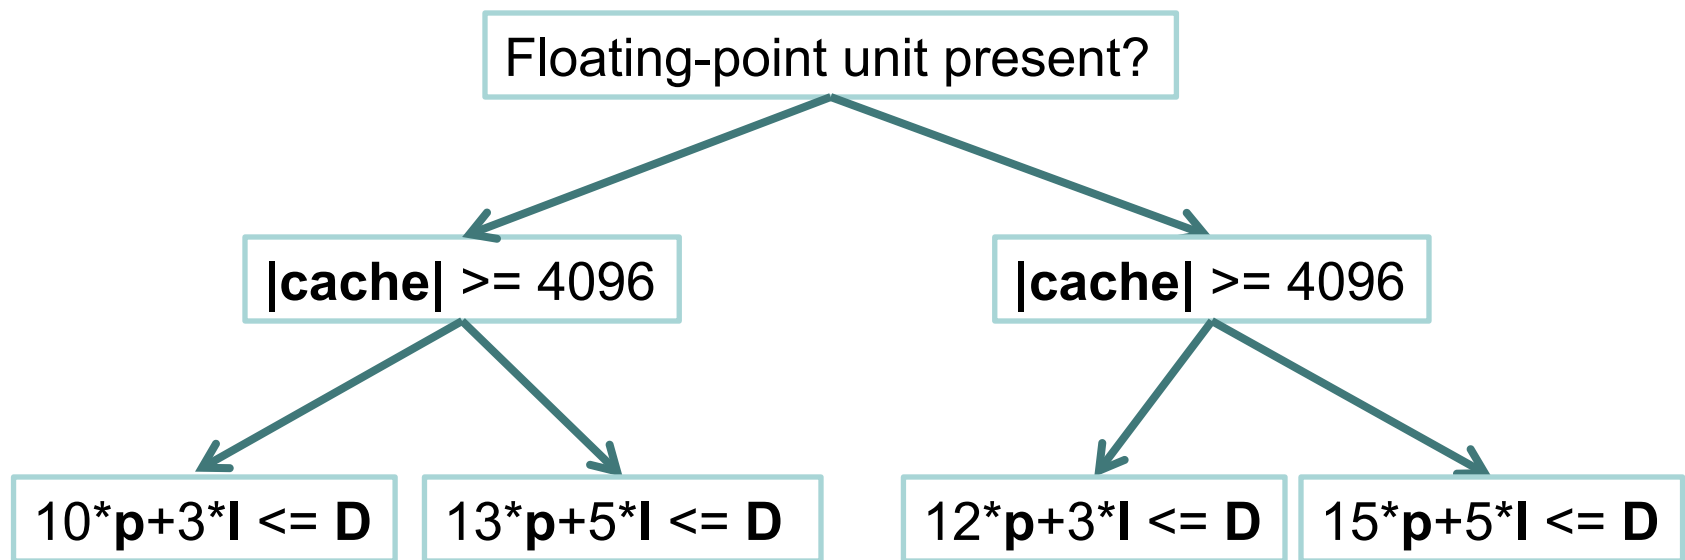 Floating-point unit present?
|cache| >= 4096
|cache| >= 4096
10*p+3*l <= D
13*p+5*l <= D
12*p+3*l <= D
15*p+5*l <= D